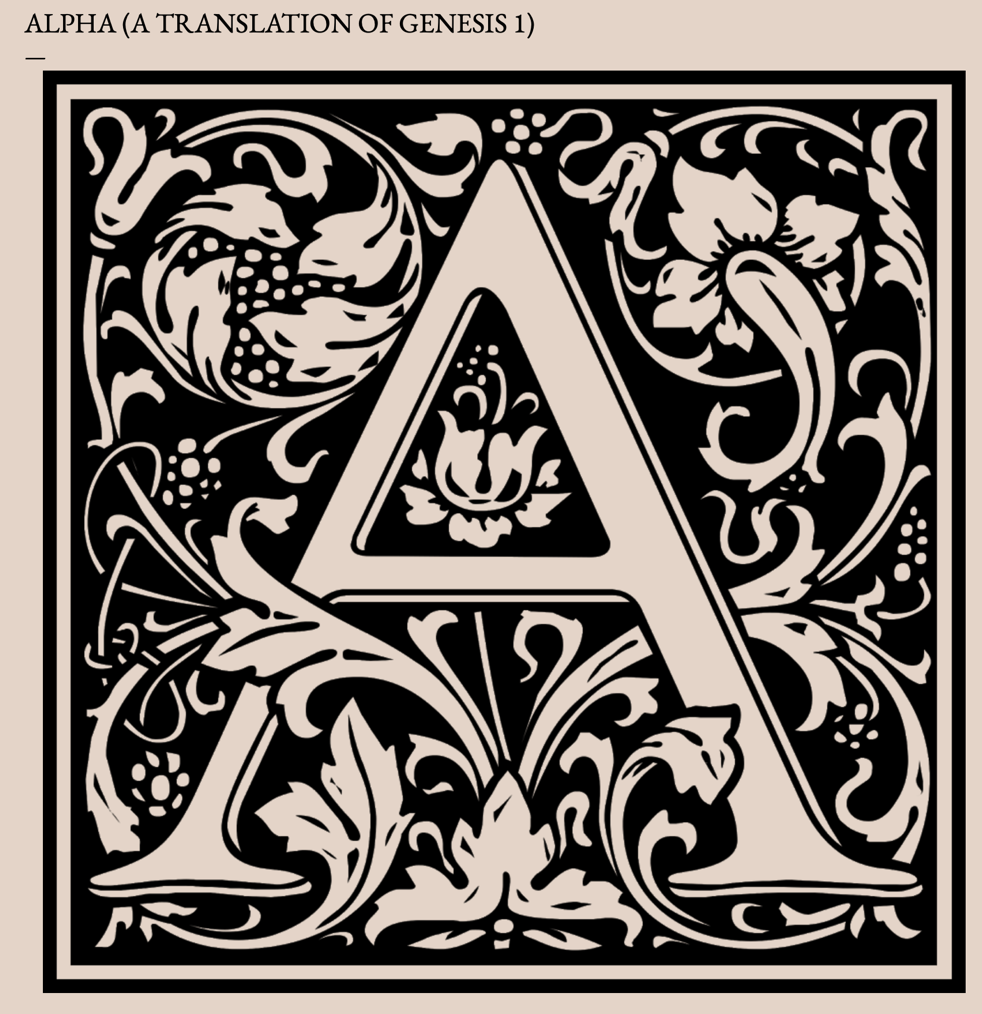 ALPHA (A TRANSLATION OF GENESIS 1)
—
A